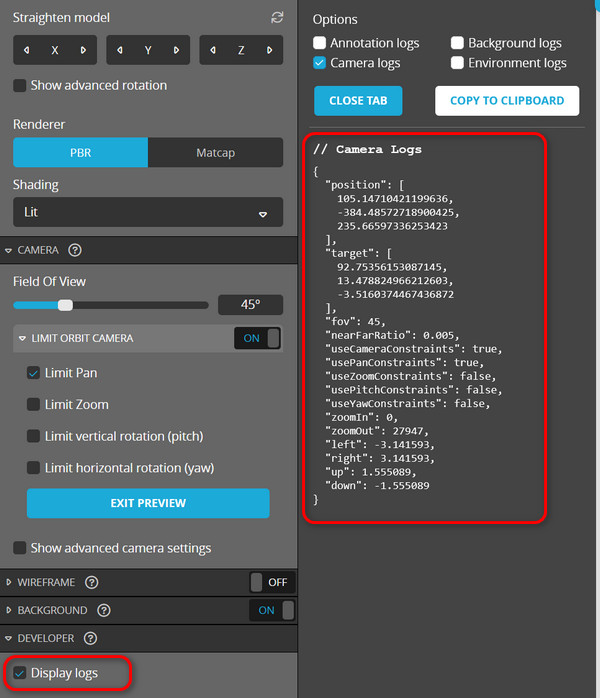 Straighten model
X
Y
Z
Show advanced rotation
Renderer
PBR
Matcap
Shading
Lit
CAMERA ?
Field Of View
45º
LIMIT ORBIT CAMERA
ON
Limit Pan
Limit Zoom
Limit vertical rotation (pitch)
Limit horizontal rotation (yaw)
EXIT PREVIEW
Show advanced camera settings
WIREFRAME ?
OFF
BACKGROUND ?
ON
DEVELOPER ?
Display logs
Options
Annotation logs
Background logs
Camera logs
Environment logs
CLOSE TAB
COPY TO CLIPBOARD
// Camera Logs
{
"position": [
105.14710421199636,
-384.48572718900425,
235.66597336253423
],
"target": [
92.75356153087145,
13.478824966212603,
-3.5160374467436872
],
"fov": 45,
"nearFarRatio": 0.005,
"useCameraConstraints": true,
"usePanConstraints": true,
"useZoomConstraints": false,
"usePitchConstraints": false,
"useYawConstraints": false,
"zoomIn": 0,
"zoomOut": 27947,
"left": -3.141593,
"right": 3.141593,
"up": 1.555089,
"down": -1.555089
}